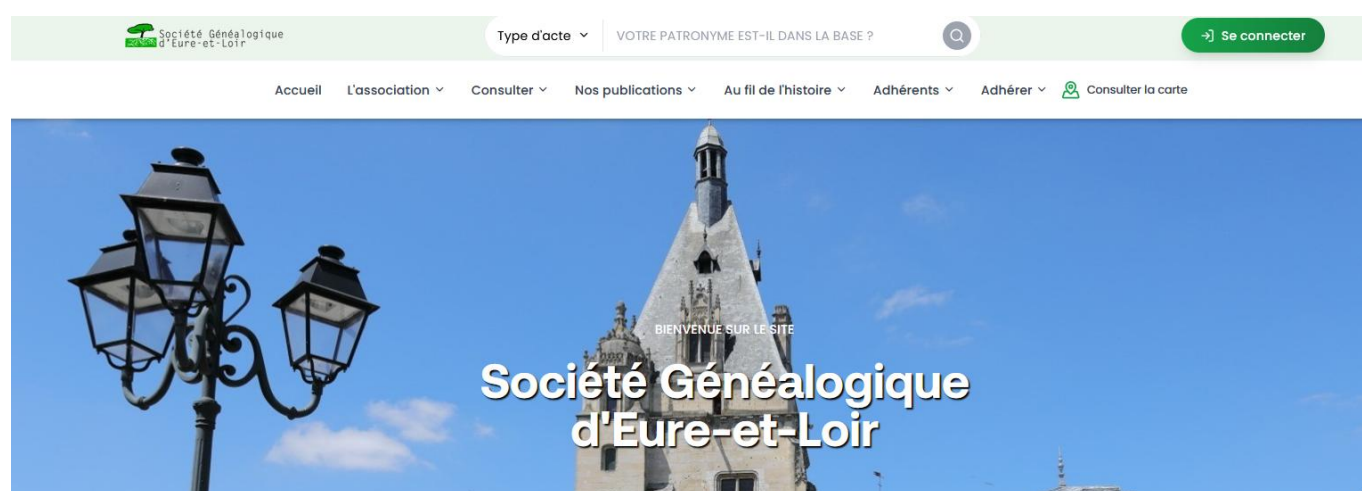 Société Généalogique
d'Eure-et-Loir
Type d'acte
VOTRE PATRONYME EST-IL DANS LA BASE ?
Se connecter
Accueil
L'association
Consulter
Nos publications
Au fil de l'histoire
Adhérents
Adhérer
Consulter la carte
BIENVENUE SUR LE SITE
Société Généalogique
d'Eure-et-Loir